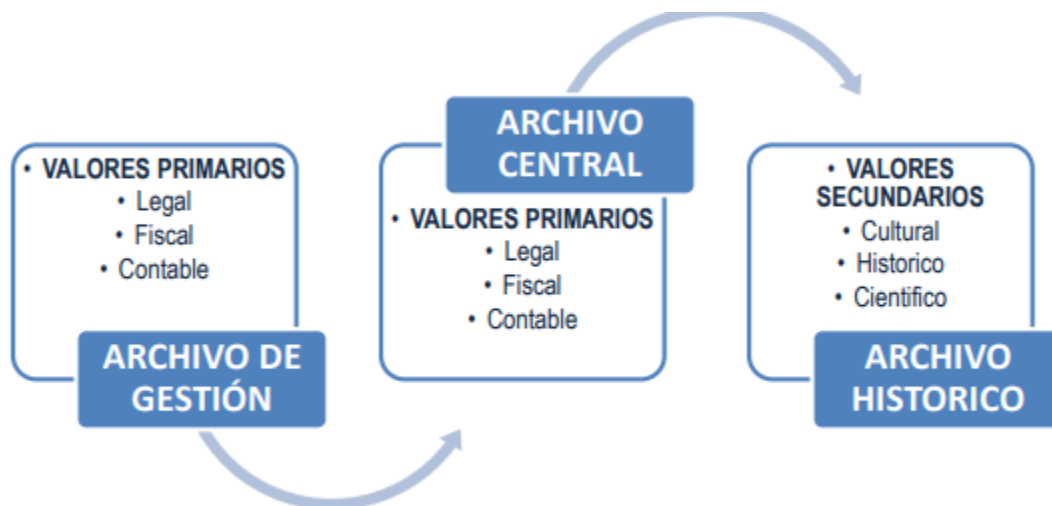 • VALORES PRIMARIOS
• Legal
• Fiscal
• Contable
ARCHIVO DE
GESTIÓN
ARCHIVO
CENTRAL
• VALORES PRIMARIOS
• Legal
• Fiscal
• Contable
• VALORES
SECUNDARIOS
• Cultural
• Historico
• Cientifico
ARCHIVO
HISTORICO